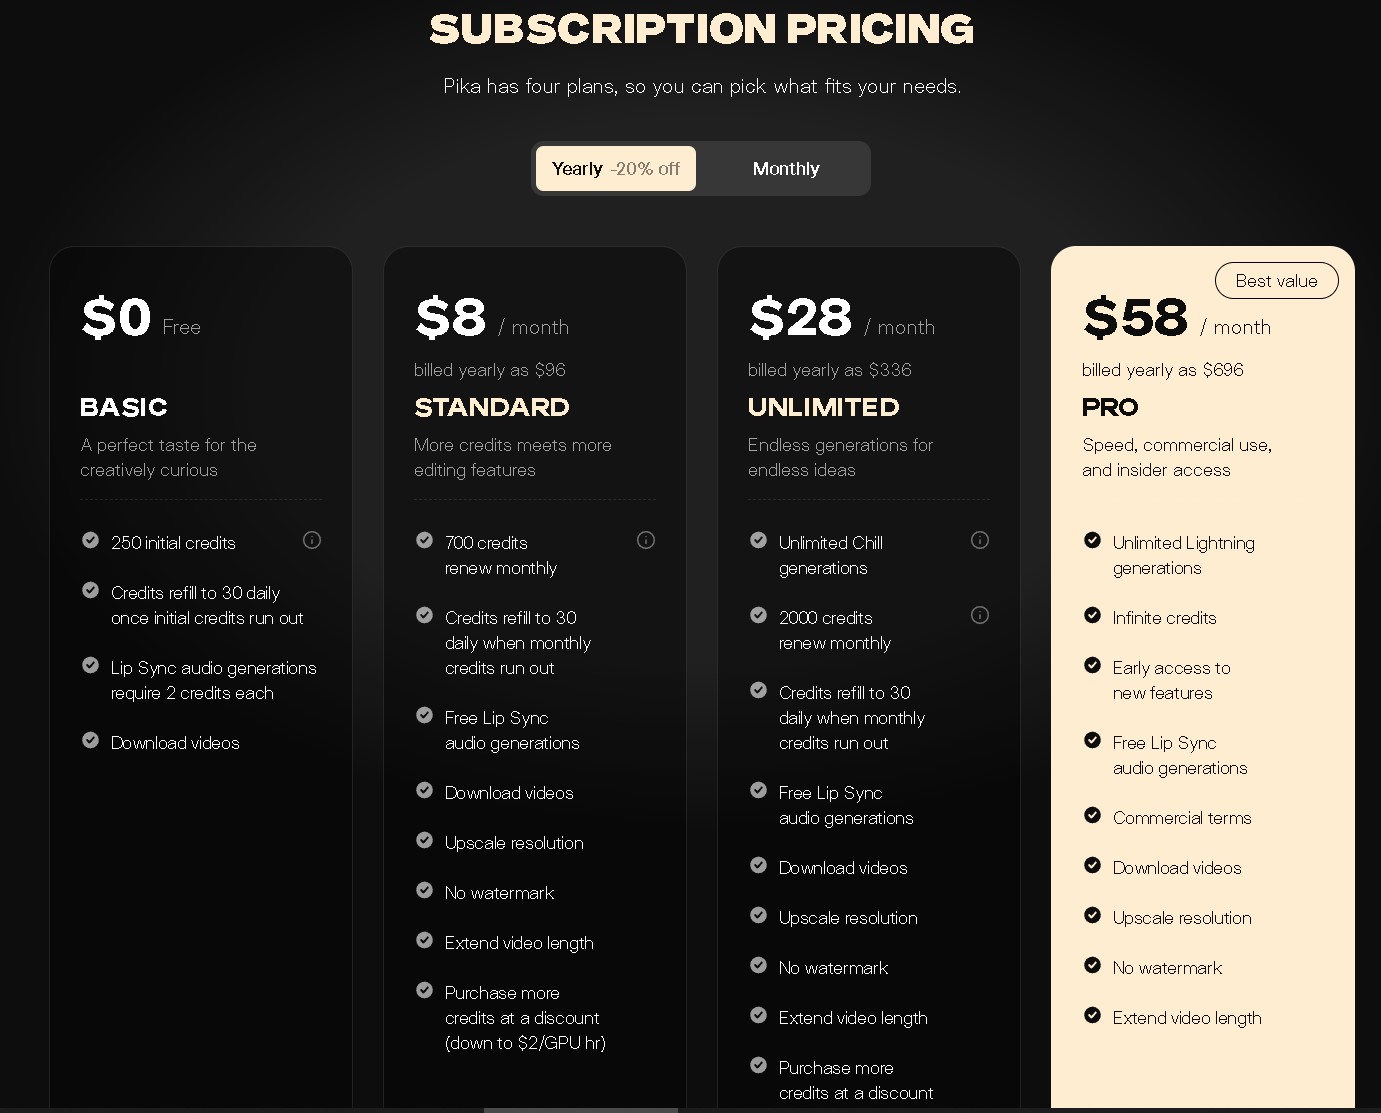 SUBSCRIPTION PRICING
Pika has four plans, so you can pick what fits your needs.
Yearly -20% off
Monthly
$0 Free
BASIC
A perfect taste for the
creatively curious
250 initial credits
Credits refill to 30 daily
once initial credits run out
Lip Sync audio generations
require 2 credits each
Download videos
$8 / month
billed yearly as $96
STANDARD
More credits meets more
editing features
700 credits
renew monthly
Credits refill to 30
daily when monthly
credits run out
Free Lip Sync
audio generations
Download videos
Upscale resolution
No watermark
Extend video length
Purchase more
credits at a discount
(down to $2/GPU hr)
$28 / month
billed yearly as $336
UNLIMITED
Endless generations for
endless ideas
Unlimited Chill
generations
2000 credits
renew monthly
Credits refill to 30
daily when monthly
credits run out
Free Lip Sync
audio generations
Download videos
Upscale resolution
No watermark
Extend video length
Purchase more
credits at a discount
Best value
$58 / month
billed yearly as $696
PRO
Speed, commercial use,
and insider access
Unlimited Lightning
generations
Infinite credits
Early access to
new features
Free Lip Sync
audio generations
Commercial terms
Download videos
Upscale resolution
No watermark
Extend video length